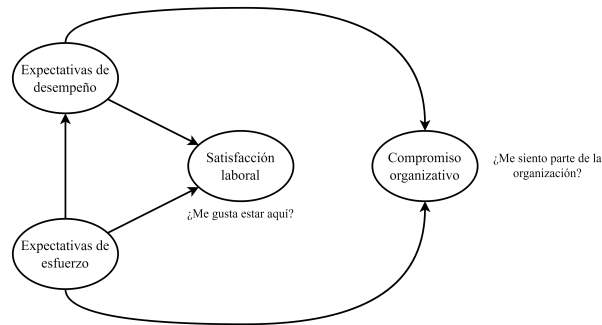 Expectativas de
desempeño
Satisfacción
laboral
¿Me gusta estar aquí?
Compromiso
organizativo
¿Me siento parte de la
organización?
Expectativas de
esfuerzo